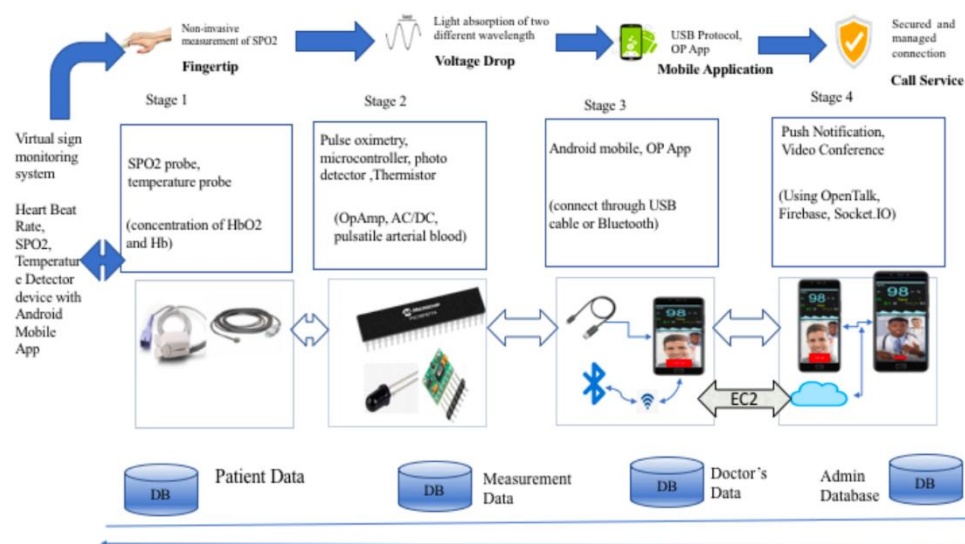 Non-invasive
measurement of SPO2
Fingertip
Light absorption of two
different wavelength
Voltage Drop
USB Protocol,
OP App
Mobile Application
Secured and
managed
connection
Call Service
Stage 1
Stage 2
Stage 3
Stage 4
Virtual sign
monitoring
system
Heart Beat
Rate,
SPO2,
Temperatur
e Detector
device with
Android
Mobile
App
SPO2 probe,
temperature probe
(concentration of HbO2
and Hb)
Pulse oximetry,
microcontroller, photo
detector ,Thermistor
(OpAmp, AC/DC,
pulsatile arterial blood)
Android mobile, OP App
(connect through USB
cable or Bluetooth)
Push Notification,
Video Conference
(Using OpenTalk,
Firebase, Socket.IO)
MICROCHIP
98
98
98
EC2
DB
Patient Data
DB
Measurement
Data
DB
Doctor's
Data
Admin
Database
DB